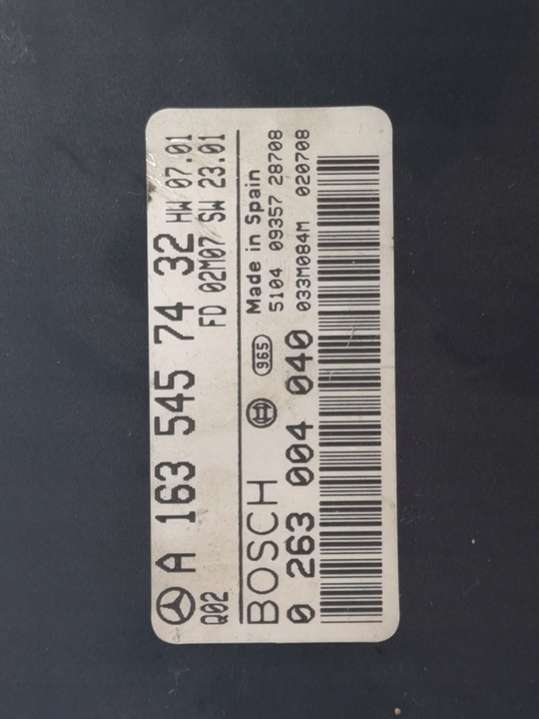 A 163 545 74 32 HW 07.01
Q02 FD 02M07 SW 23.01
BOSCH 965 Made in Spain
5104 09357 28708
0 263 004 040 033M084M 020708